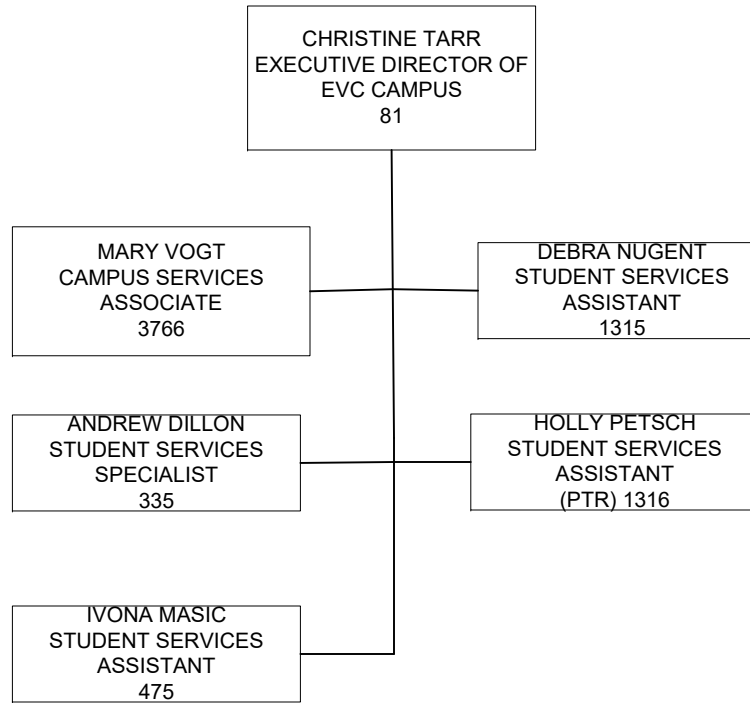 CHRISTINE TARR
EXECUTIVE DIRECTOR OF
EVC CAMPUS
81
MARY VOGT
CAMPUS SERVICES
ASSOCIATE
3766
DEBRA NUGENT
STUDENT SERVICES
ASSISTANT
1315
ANDREW DILLON
STUDENT SERVICES
SPECIALIST
335
HOLLY PETSCH
STUDENT SERVICES
ASSISTANT
(PTR) 1316
IVONA MASIC
STUDENT SERVICES
ASSISTANT
475